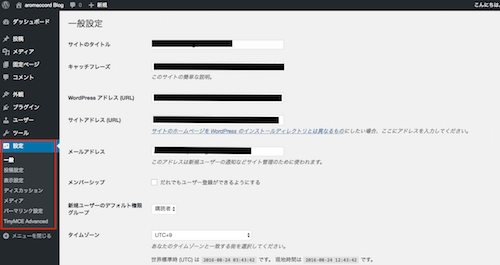 aromaccord Blog 0 + 新規
こんにちは、
ダッシュボード
投稿
メディア
固定ページ
コメント
外観
プラグイン
ユーザー
ツール
設定
一般
投稿設定
表示設定
ディスカッション
メディア
パーマリンク設定
TinyMCE Advanced
メニューを閉じる
一般設定
サイトのタイトル
キャッチフレーズ
このサイトの簡単な説明。
WordPress アドレス (URL)
サイトアドレス (URL)
サイトのホームページを WordPress のインストールディレクトリとは異なるものにしたい場合、ここにアドレスを入力してください。
メールアドレス
このアドレスは新規ユーザーの通知などサイト管理のために使われます。
メンバーシップ
だれでもユーザー登録ができるようにする
新規ユーザーのデフォルト権限
グループ
購読者
タイムゾーン
UTC+9
あなたのタイムゾーンと一致する街を選択してください。
世界標準時 (UTC) は 2016-08-24 03:43:42 です。 現地時間は 2016-08-24 12:43:42 です。